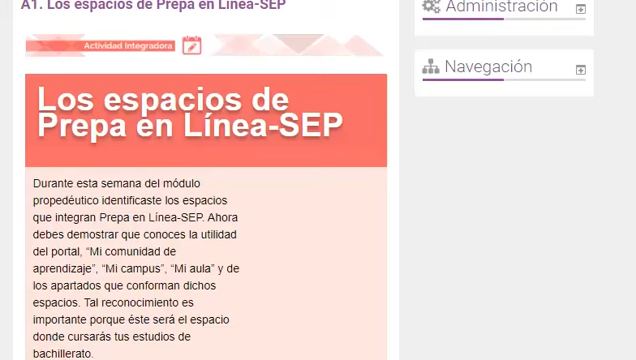 A1. Los espacios de Prepa en Línea-SEP
Actividad Integradora
Los espacios de
Prepa en Línea-SEP
Durante esta semana del módulo
propedéutico identificaste los espacios
que integran Prepa en Línea-SEP. Ahora
debes demostrar que conoces la utilidad
del portal, “Mi comunidad de
aprendizaje”, “Mi campus”, “Mi aula” y de
los apartados que conforman dichos
espacios. Tal reconocimiento es
importante porque éste será el espacio
donde cursarás tus estudios de
bachillerato.
Administración
Navegación